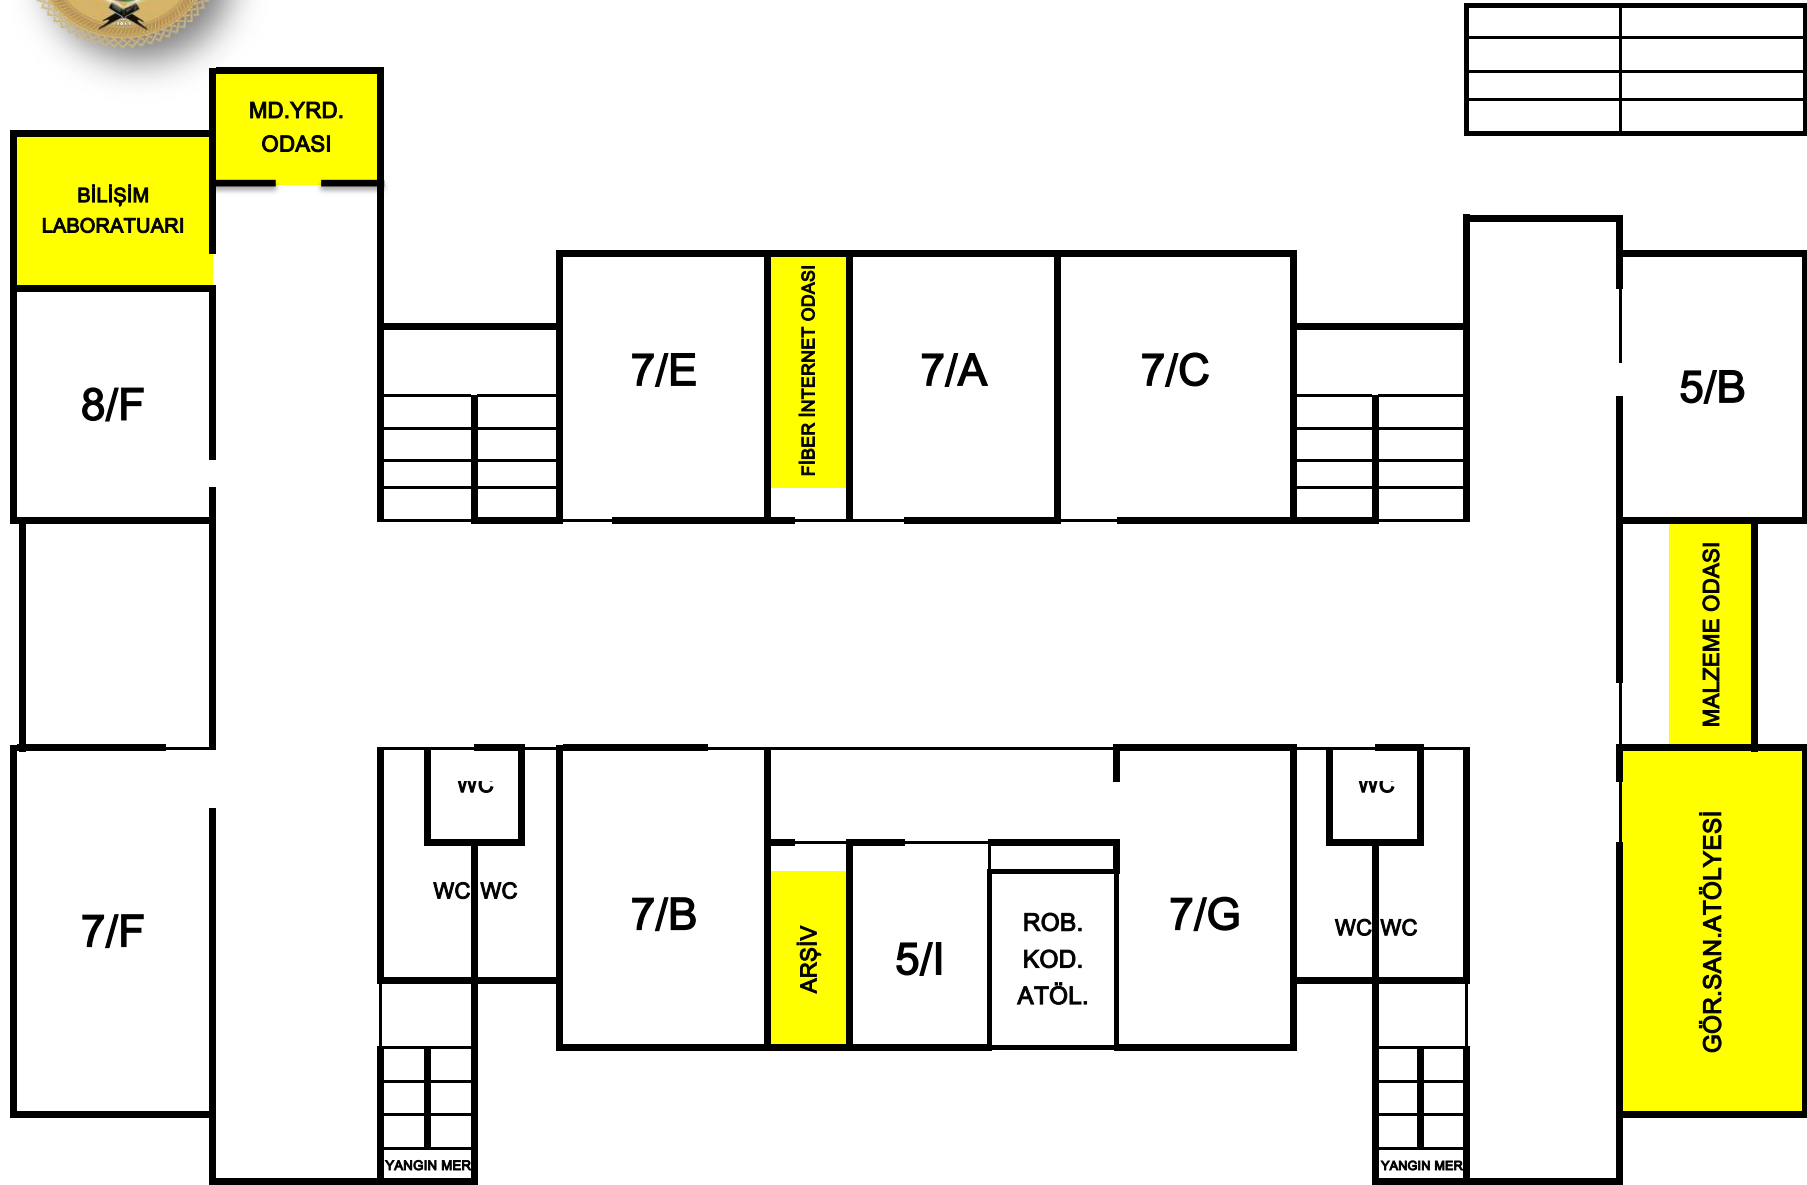 MD.YRD.
ODASI
BİLİŞİM
LABORATUARI
8/F
7/E
FİBER İNTERNET ODASI
7/A
7/C
5/B
MALZEME ODASI
7/F
WC
WC WC
7/B
ARŞİV
5/I
ROB.
KOD.
ATÖL.
7/G
WC
WC WC
GÖR.SAN.ATÖLYESİ
YANGIN MER
YANGIN MER